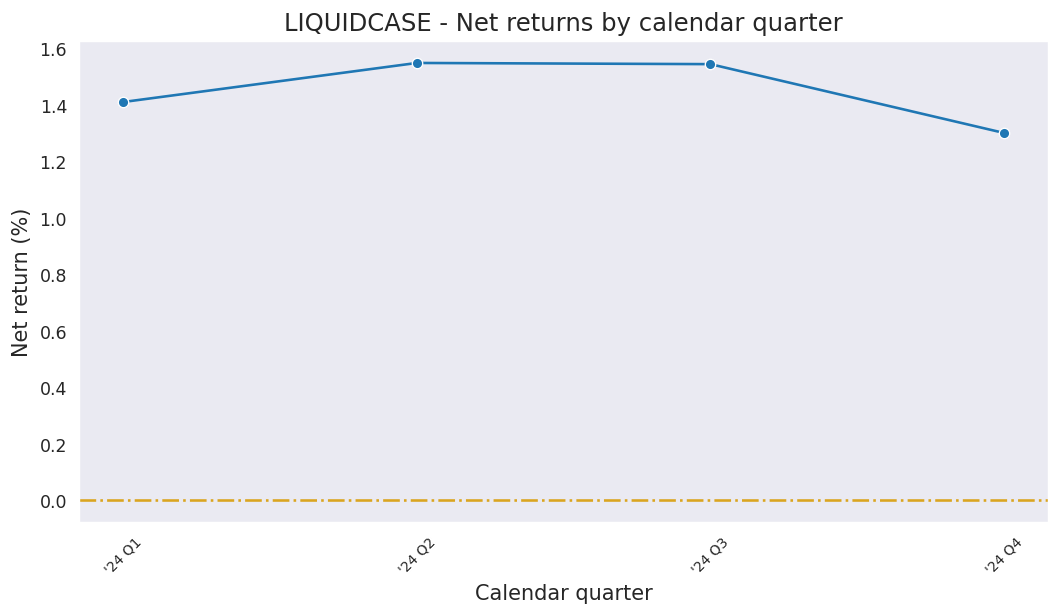 LIQUIDCASE - Net returns by calendar quarter
Net return (%)
1.6
1.4
1.2
1.0
0.8
0.6
0.4
0.2
0.0
'24 Q1
'24 Q2
'24 Q3
'24 Q4
Calendar quarter